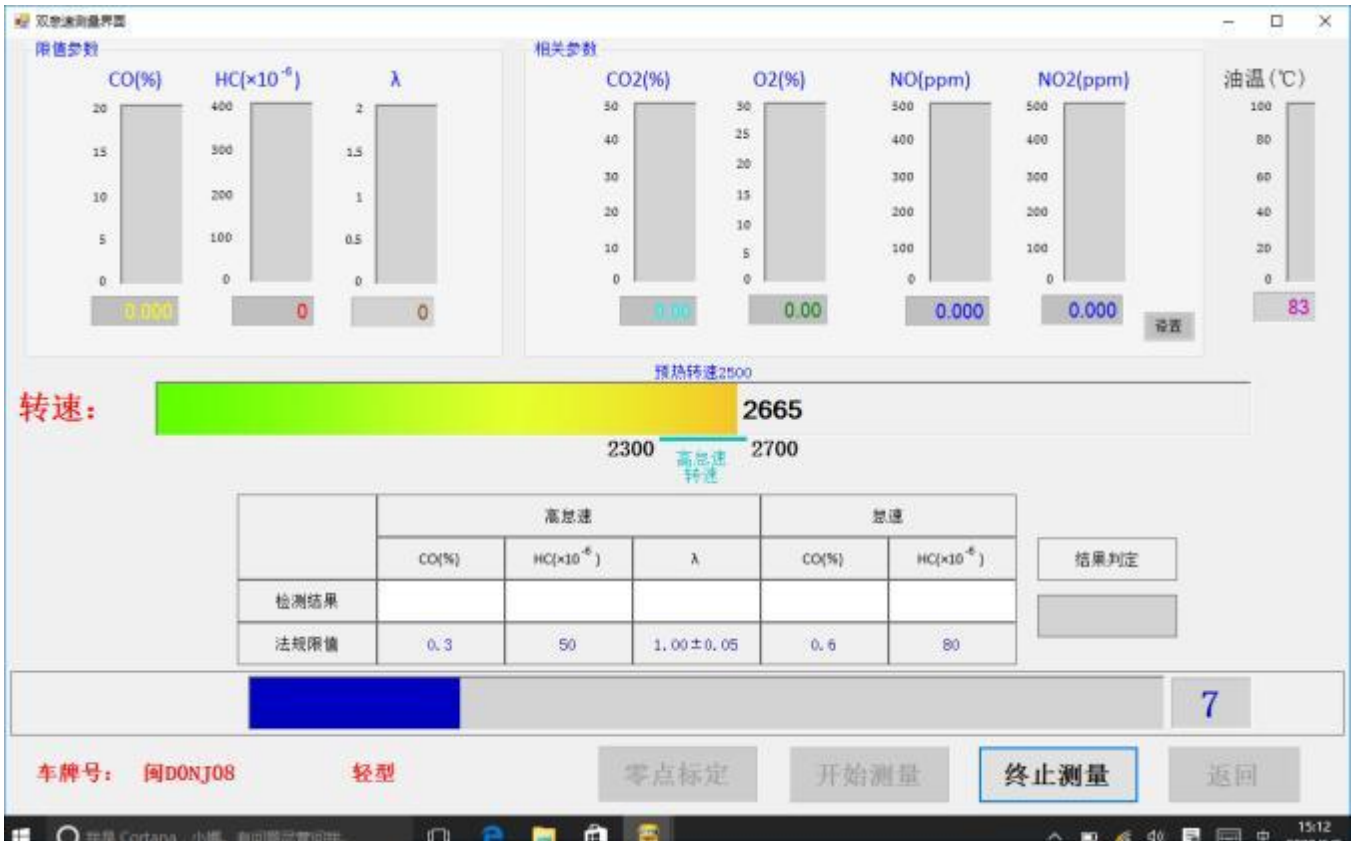 双怠速测量界面
限值参数
相关参数
CO(%) HC(×10⁻⁶) λ CO2(%) O2(%) NO(ppm) NO2(ppm) 油温(℃)
20 400 2 50 30 500 500 100
15 300 1.5 40 25 400 400 80
10 200 1 30 20 300 300 60
5 100 0.5 20 15 200 200 40
0 0 0 10 10 100 100 20
0 5 0 0 0
0
0.000 0 0 0.00 0.00 0.000 0.000 83
设置
预热转速2500
转速: 2665
2300 高怠速 2700
转速
高怠速 怠速
CO(%) HC(×10⁻⁶) λ CO(%) HC(×10⁻⁶) 结果判定
检测结果
法规限值 0.3 50 1.00±0.05 0.6 80
7
车牌号: 闽D0NJ08 轻型 零点标定 开始测量 终止测量 返回
中 15:12